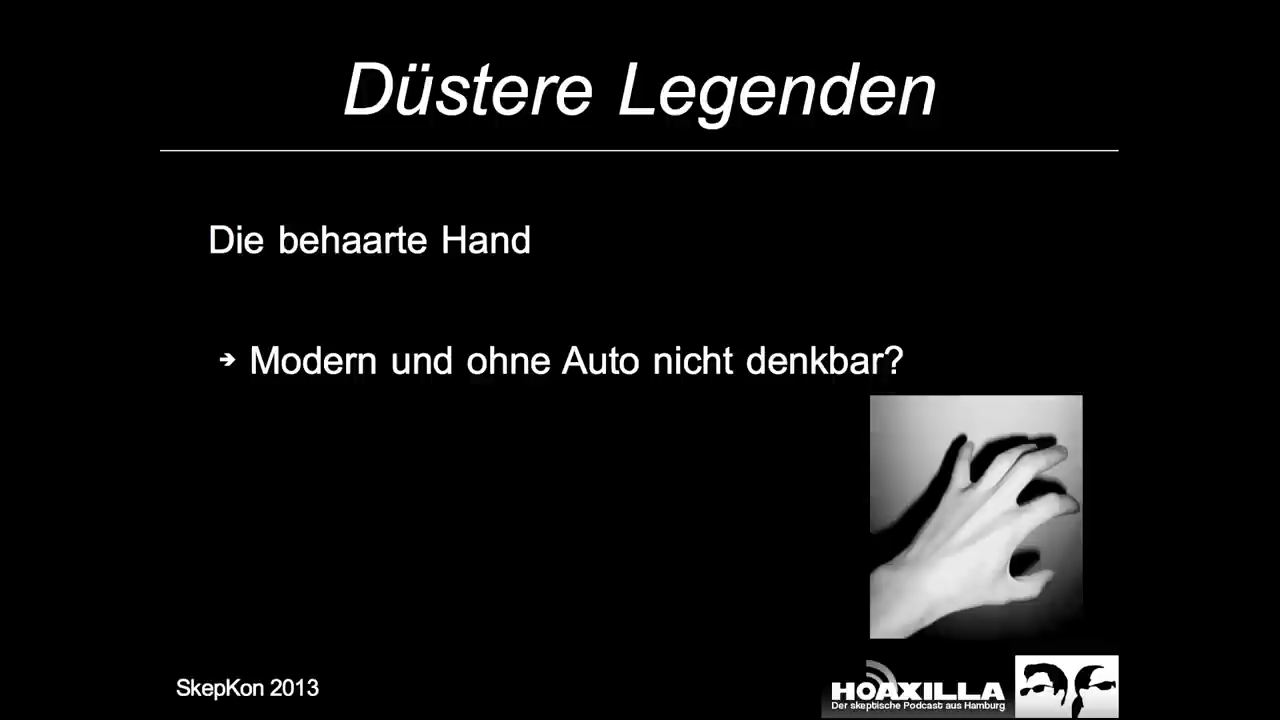 Düstere Legenden
Die behaarte Hand
➔ Modern und ohne Auto nicht denkbar?
SkepKon 2013
HOAXILLA
Der skeptische Podcast aus Hamburg